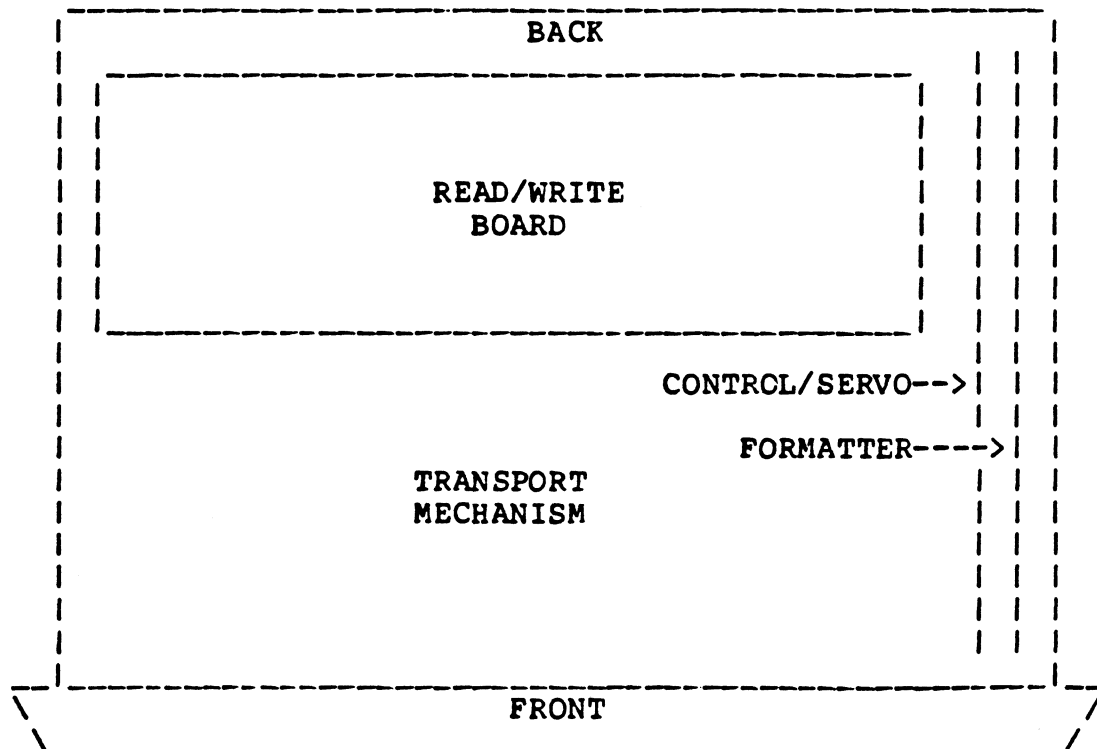 BACK
READ/WRITE
BOARD
CONTROL/SERVO-->
FORMATTER---->
TRANSPORT
MECHANISM
FRONT